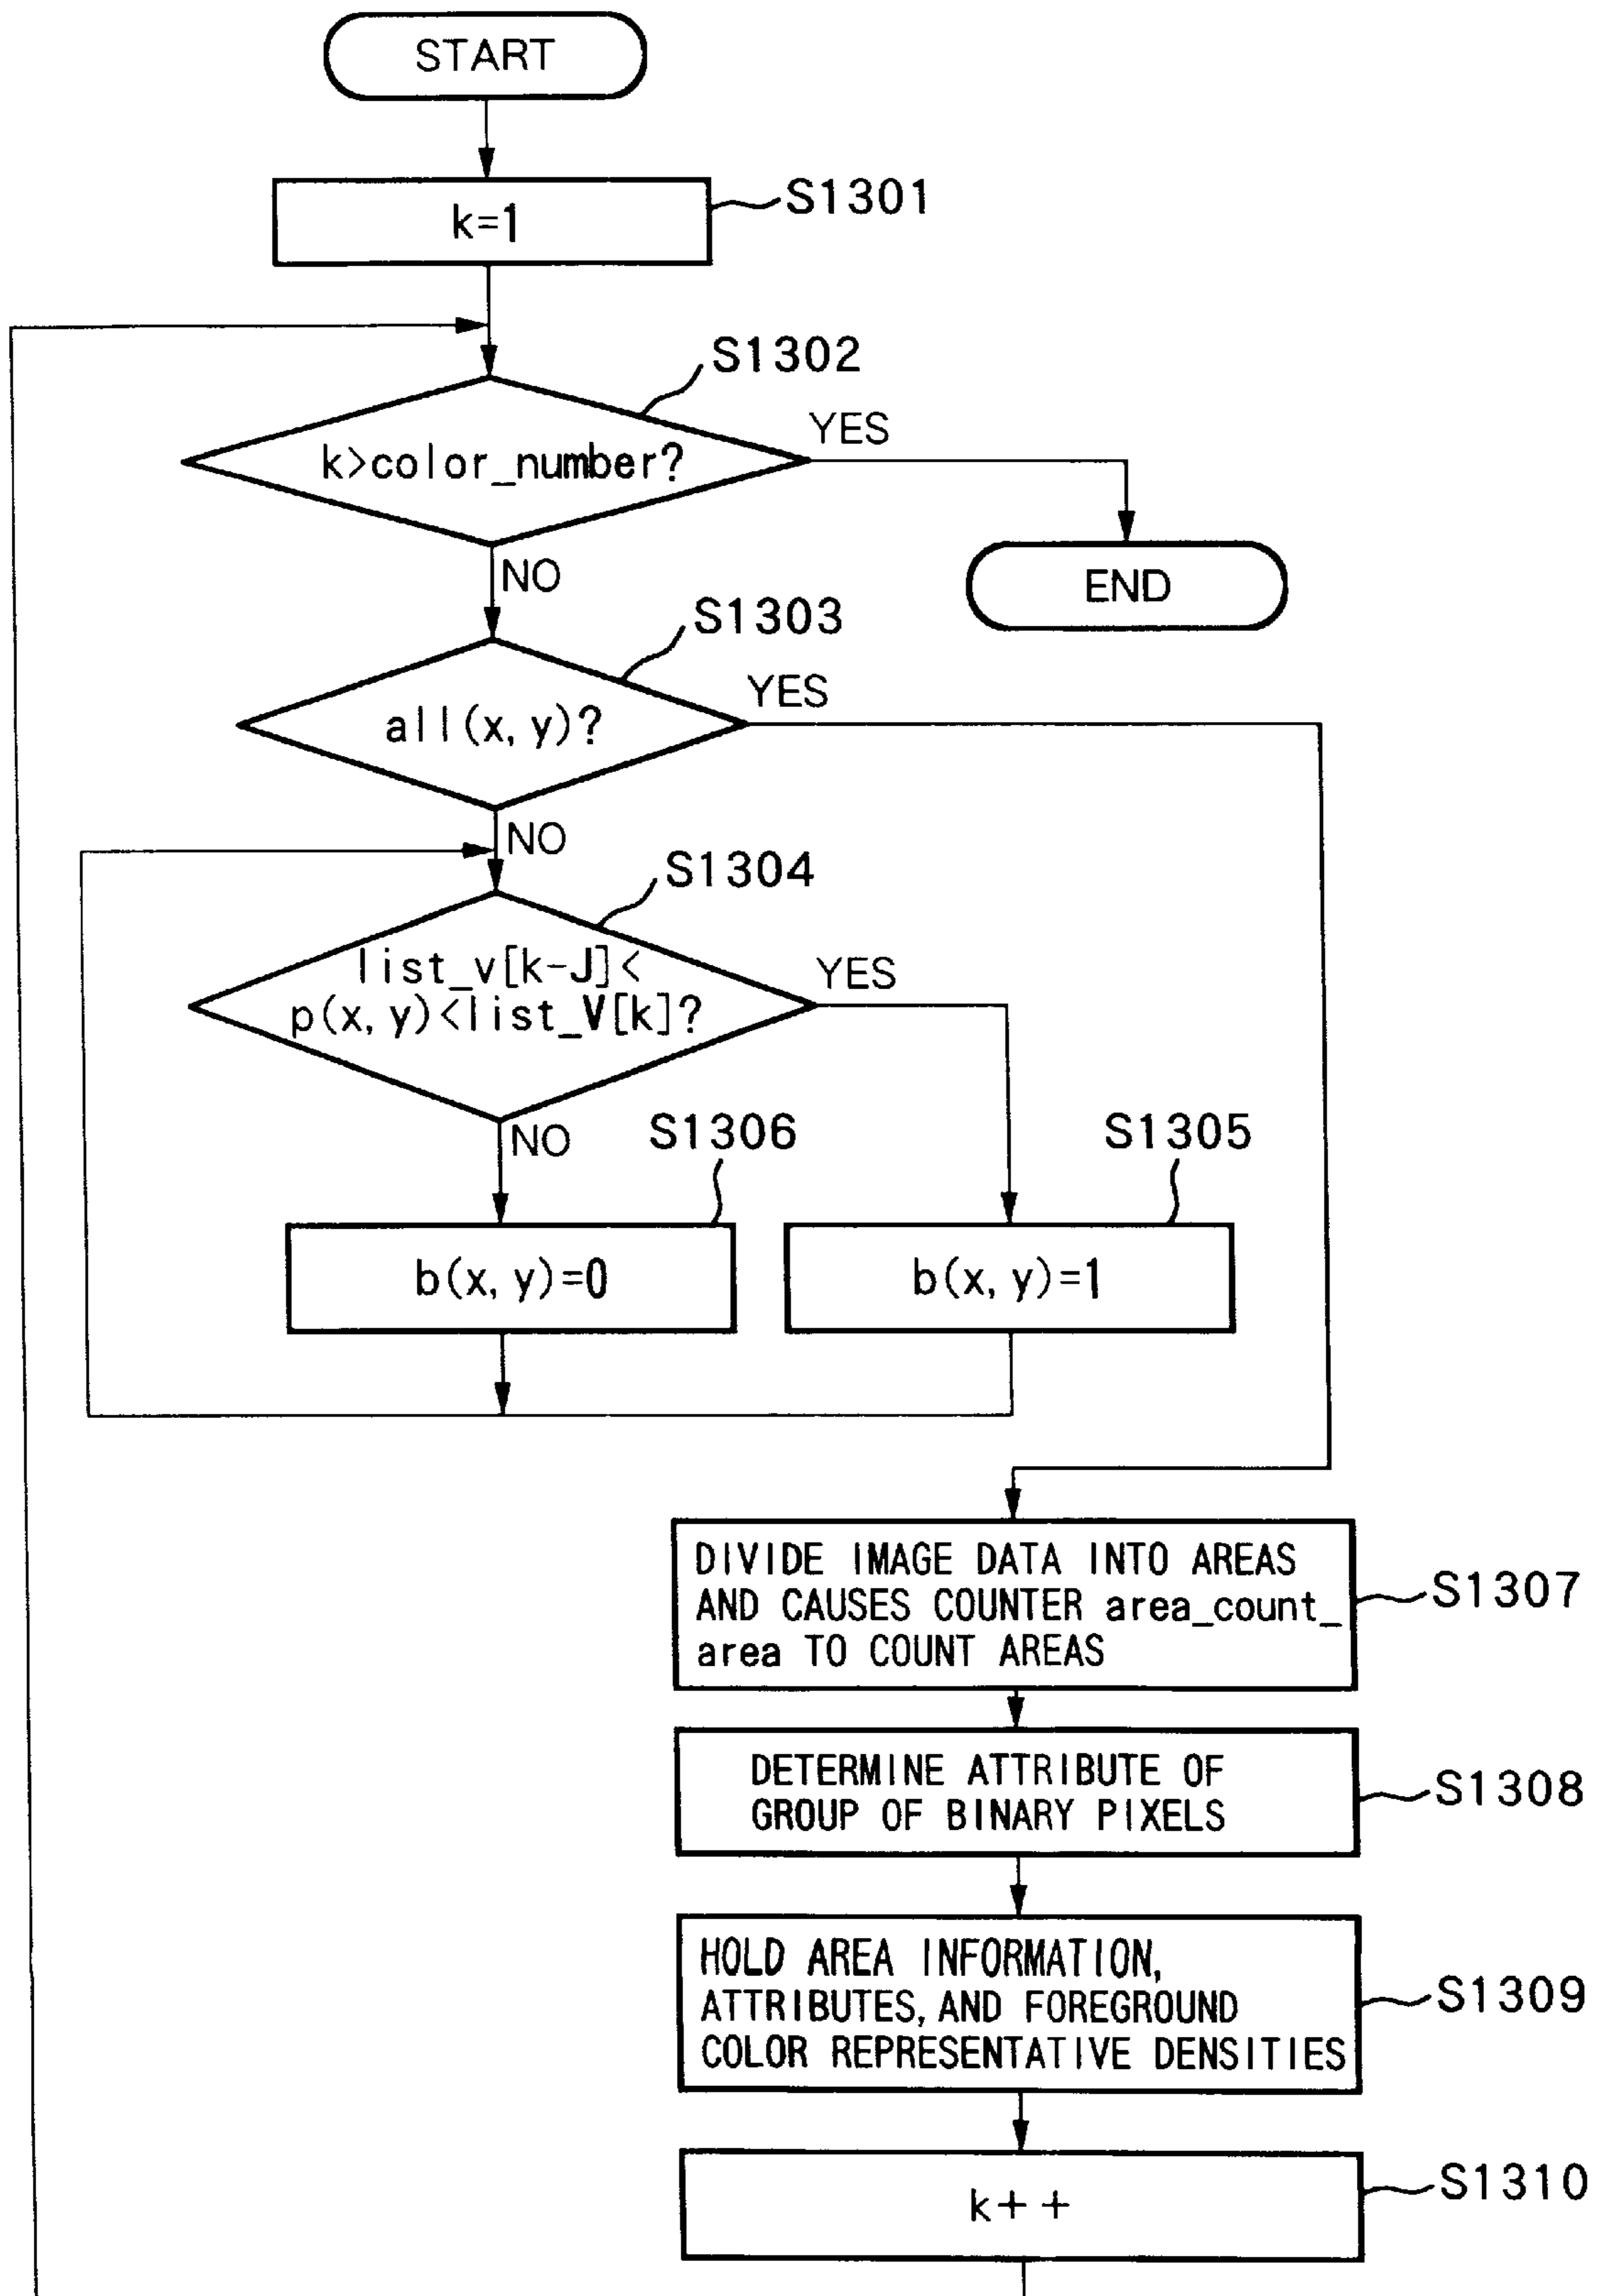 START
k=1
S1301
S1302
k>color_number?
YES
NO
END
S1303
all(x, y)?
YES
NO
S1304
list_v[k-J]<
p(x, y)<list_V[k]?
YES
NO
S1306
S1305
b(x, y)=0
b(x, y)=1
DIVIDE IMAGE DATA INTO AREAS
AND CAUSES COUNTER area_count_
area TO COUNT AREAS
S1307
DETERMINE ATTRIBUTE OF
GROUP OF BINARY PIXELS
S1308
HOLD AREA INFORMATION,
ATTRIBUTES, AND FOREGROUND
COLOR REPRESENTATIVE DENSITIES
S1309
k++
S1310